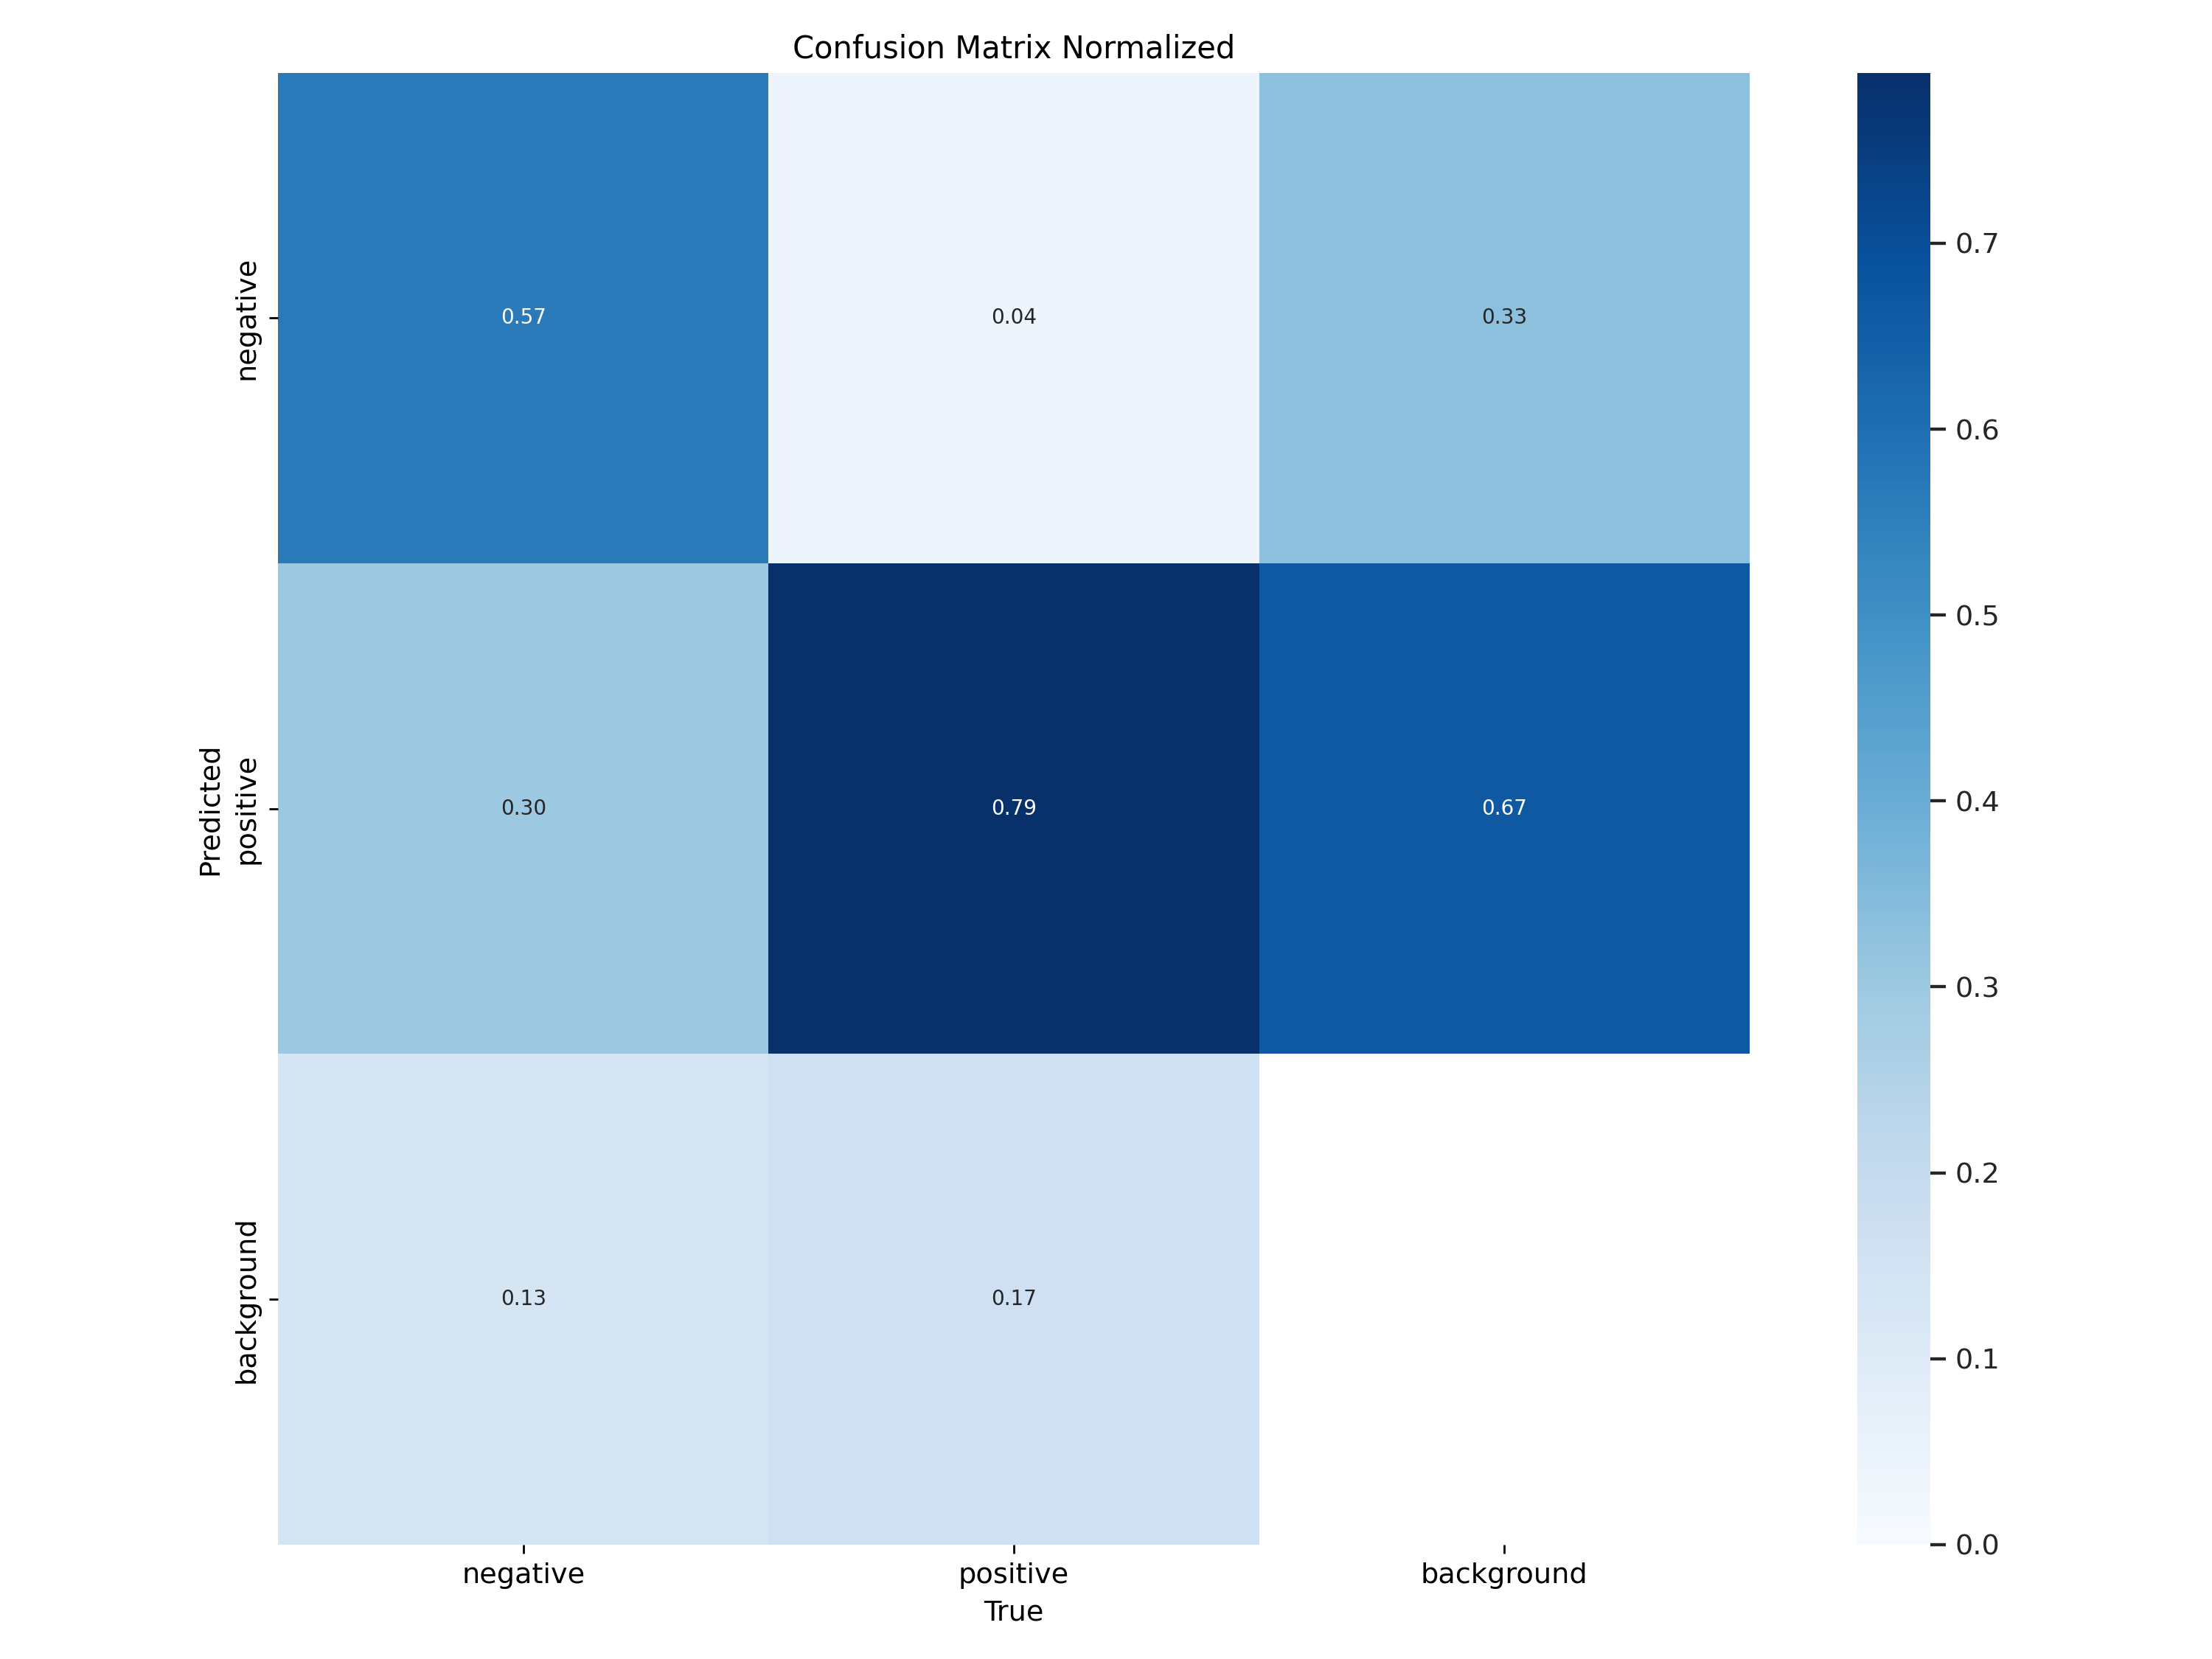 Confusion Matrix Normalized
negative
0.57
0.04
0.33
0.7
0.6
0.5
Predicted
positive
0.30
0.79
0.67
0.4
0.3
background
0.13
0.17
0.2
0.1
0.0
negative
positive
background
True